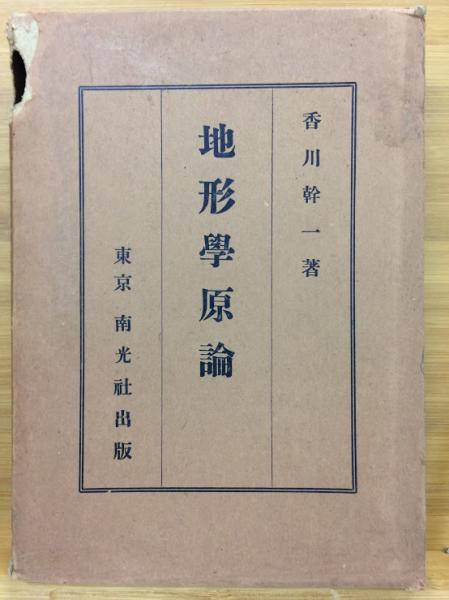 香川幹一著
地形學原論
東京 南光社出版